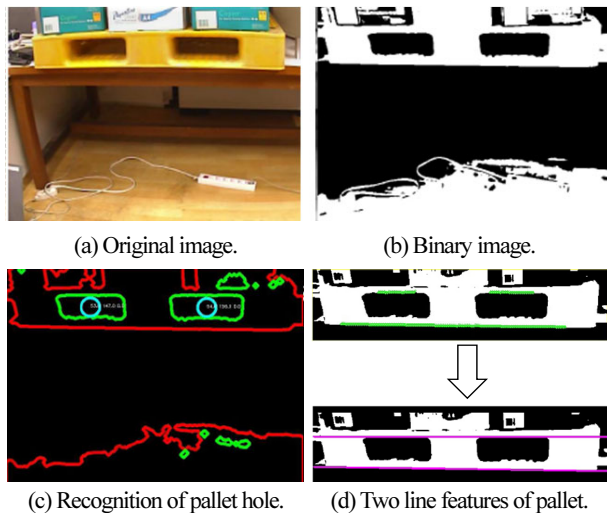 (a) Original image.
(b) Binary image.
(c) Recognition of pallet hole.
(d) Two line features of pallet.